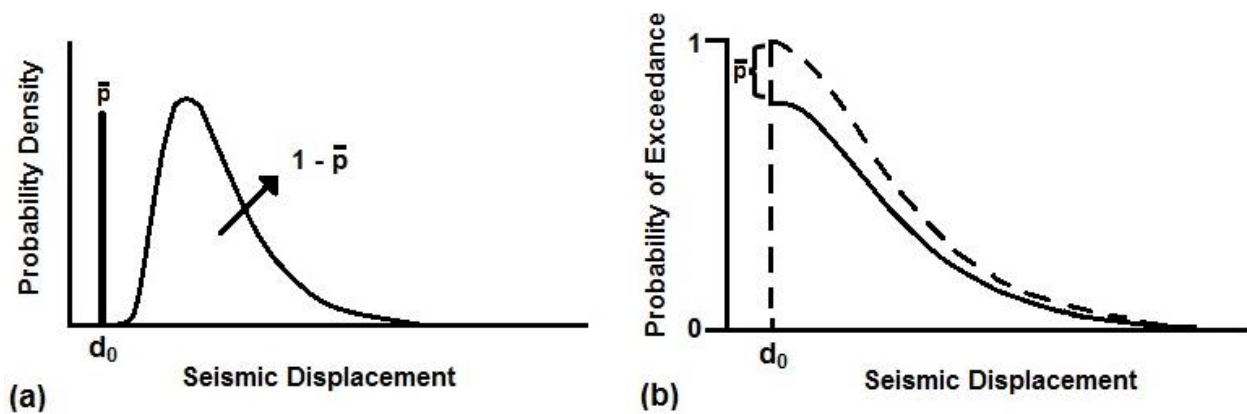 Probability Density
p̄
1 - p̄
d₀
Seismic Displacement
(a)
Probability of Exceedance
1
p̄
0
d₀
Seismic Displacement
(b)